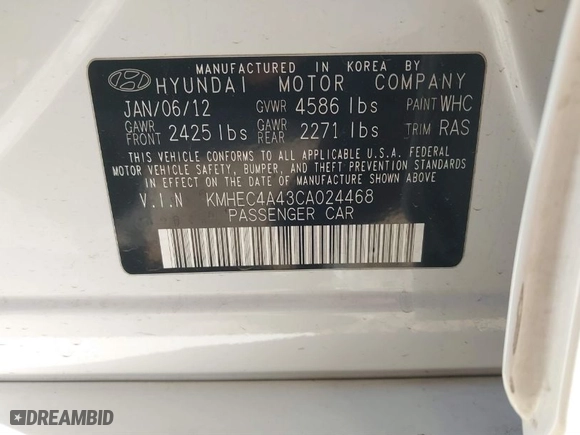 MANUFACTURED IN KOREA BY
HYUNDAI MOTOR COMPANY
JAN/06/12 GVWR 4586 lbs PAINT WHC
GAWR FRONT 2425 lbs GAWR REAR 2271 lbs TRIM RAS
THIS VEHICLE CONFORMS TO ALL APPLICABLE U.S.A. FEDERAL
MOTOR VEHICLE SAFETY, BUMPER, AND THEFT PREVENTION STANDARDS
IN EFFECT ON THE DATE OF MANUFACTURE SHOWN ABOVE
V.I.N KMHEC4A43CA024468
PASSENGER CAR
DREAMBID